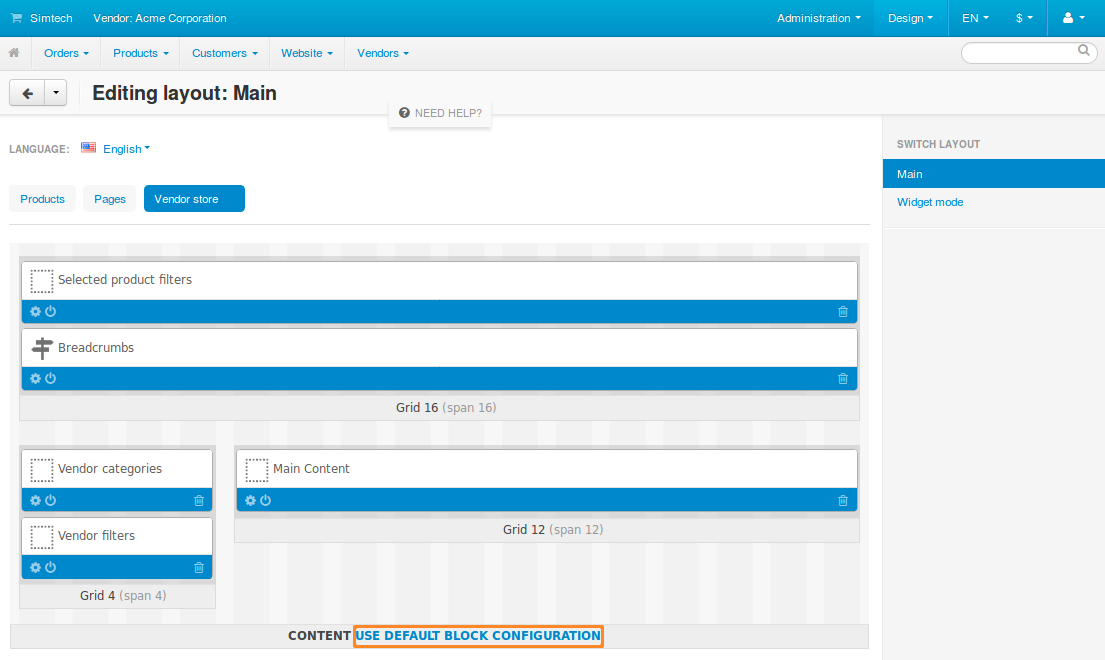 Simtech Vendor: Acme Corporation Administration Design EN $
Orders Products Customers Website Vendors
Editing layout: Main
NEED HELP?
LANGUAGE: English
Products Pages Vendor store
SWITCH LAYOUT
Main
Widget mode
Selected product filters
Breadcrumbs
Grid 16 (span 16)
Vendor categories
Vendor filters
Grid 4 (span 4)
Main Content
Grid 12 (span 12)
CONTENT USE DEFAULT BLOCK CONFIGURATION